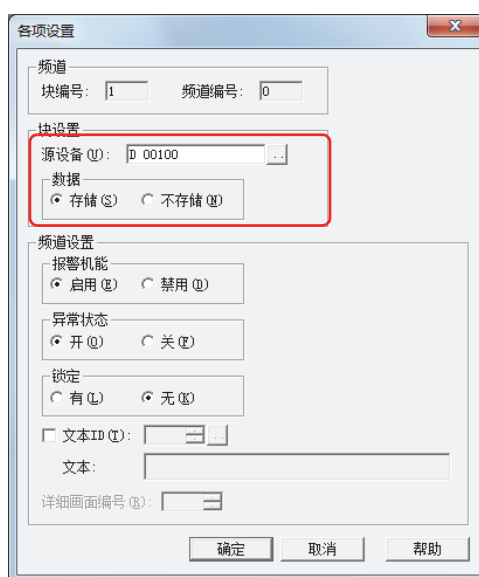 各项设置
频道
块编号: 1 频道编号: 0
块设置
源设备(U): D 00100 ..
数据
存储(S) 不存储(N)
频道设置
报警机能
启用(E) 禁用(D)
异常状态
开(O) 关(F)
锁定
有(L) 无(K)
文本ID(T): ..
文本:
详细画面编号(R):
确定 取消 帮助